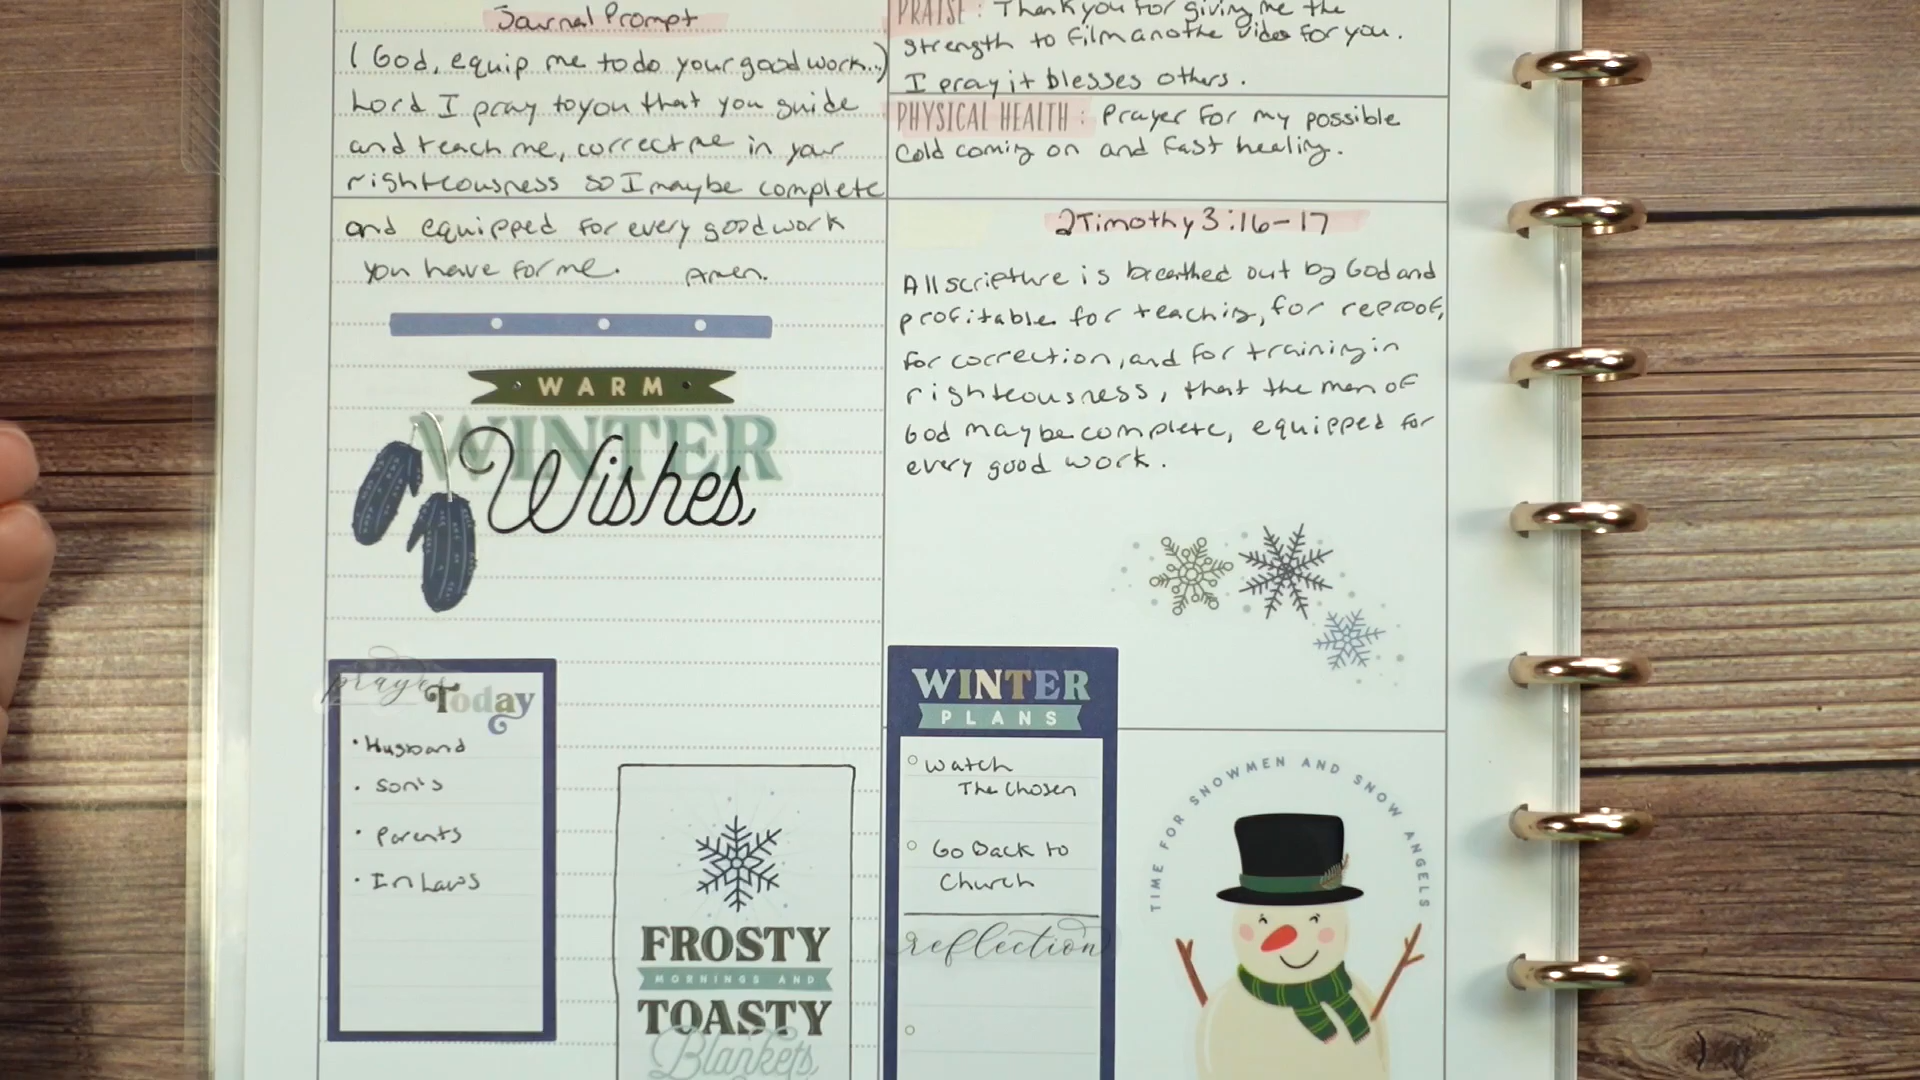 Journal Prompt
(God, equip me to do your good work...)
Lord I pray to you that you guide
and teach me, correct me in your
righteousness so I may be complete
and equipped for every good work
you have for me. Amen.
WARM
WINTER
Wishes
prayer Today
• Husband
• Son's
• Parents
• In Laws
FROSTY
MORNINGS AND
TOASTY
Blankets
PRAISE : Thank you for giving me the
strength to film anothe video for you.
I pray it blesses others.
PHYSICAL HEALTH : Prayer for my possible
cold coming on and fast healing.
2 Timothy 3:16-17
All scripture is breathed out by God and
profitable for teaching, for reproof,
for correction, and for training in
righteousness, that the man of
God may be complete, equipped for
every good work.
WINTER
PLANS
Watch
The Chosen
Go Back to
Church
reflection
TIME FOR SNOWMEN AND SNOW ANGELS